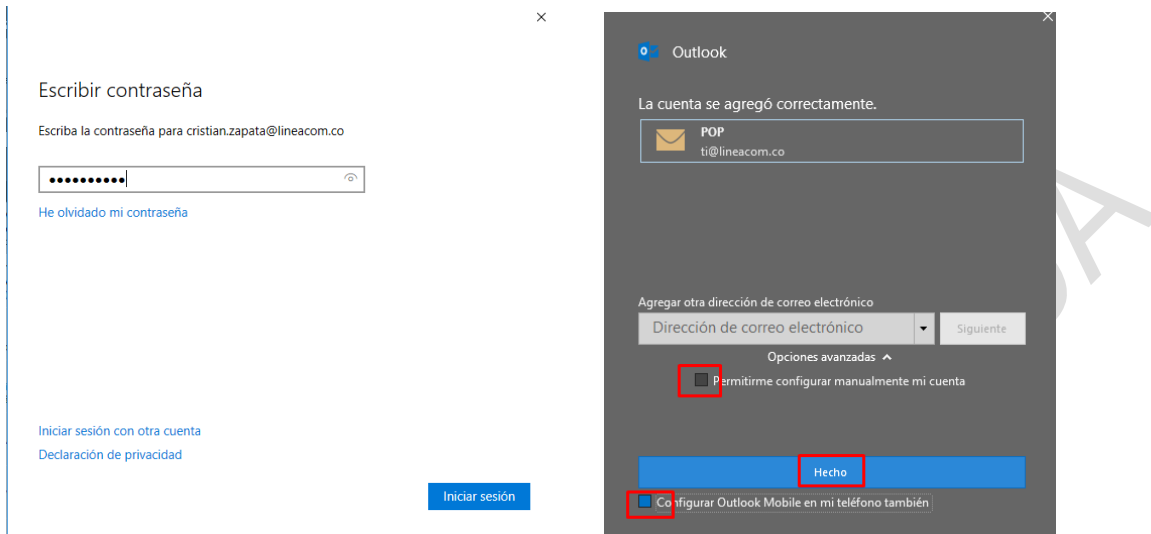 Escribir contraseña
Escriba la contraseña para cristian.zapata@lineacom.co
●●●●●●●●●●
He olvidado mi contraseña
Iniciar sesión con otra cuenta
Declaración de privacidad
Iniciar sesión
Outlook
La cuenta se agregó correctamente.
POP
ti@lineacom.co
Agregar otra dirección de correo electrónico
Dirección de correo electrónico
Siguiente
Opciones avanzadas
Permitirme configurar manualmente mi cuenta
Hecho
Configurar Outlook Mobile en mi teléfono también